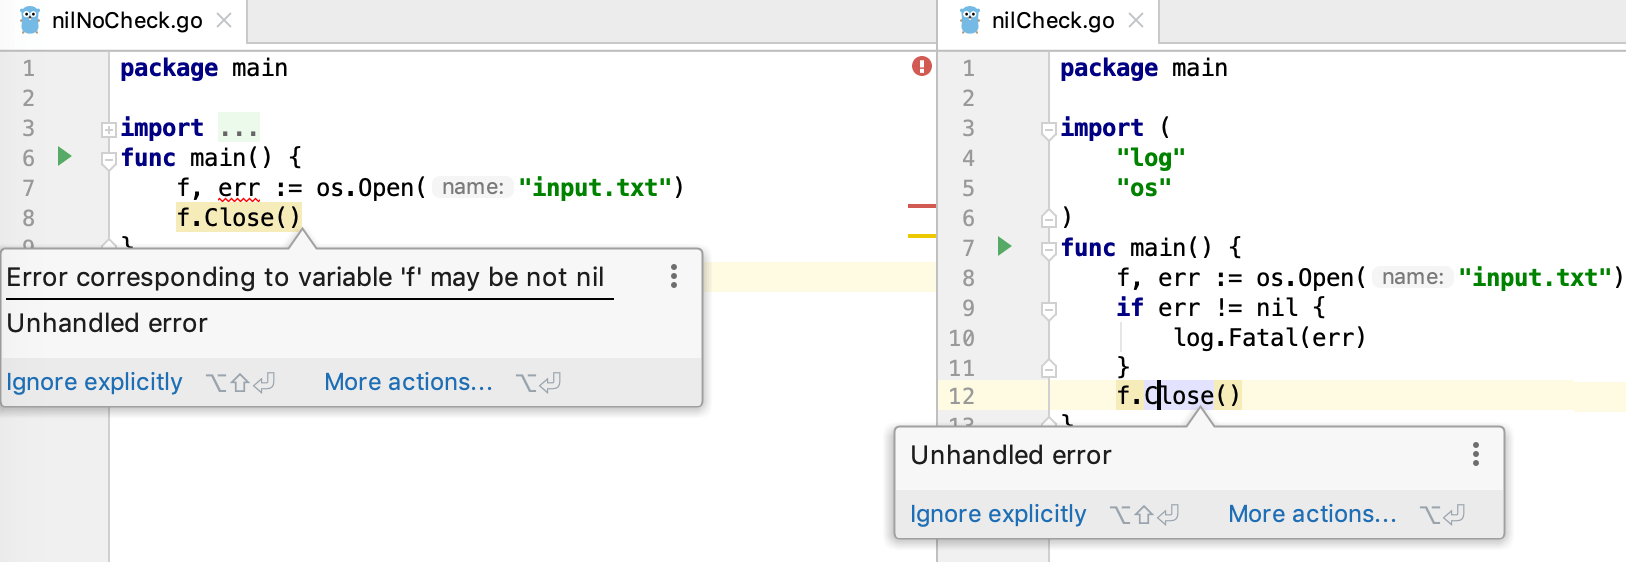 nilNoCheck.go
1 package main
2
3 import ...
6 func main() {
7 f, err := os.Open( name: "input.txt")
8 f.Close()
9 }
Error corresponding to variable 'f' may be not nil
Unhandled error
Ignore explicitly ⌥⇧⏎ More actions... ⌥⏎
nilCheck.go
1 package main
2
3 import (
4 "log"
5 "os"
6 )
7 func main() {
8 f, err := os.Open( name: "input.txt")
9 if err != nil {
10 log.Fatal(err)
11 }
12 f.Close()
13 }
Unhandled error
Ignore explicitly ⌥⇧⏎ More actions... ⌥⏎